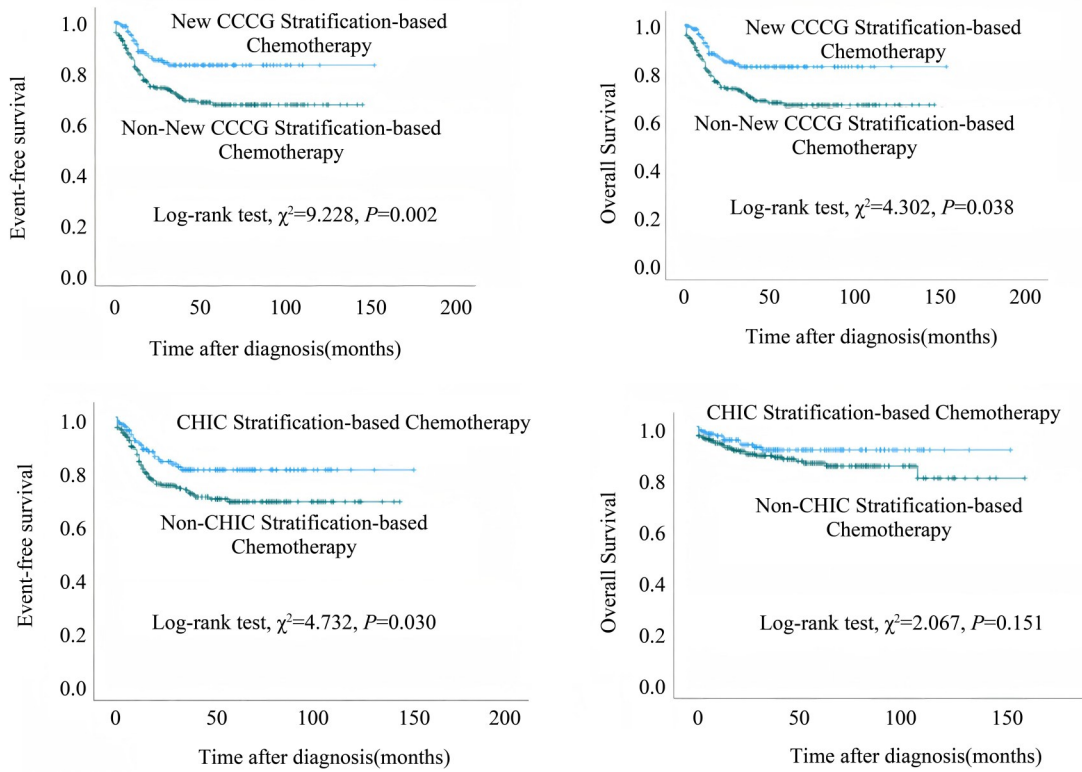 Event-free survival
1.0
0.8
0.6
0.4
0.2
0.0
New CCCG Stratification-based
Chemotherapy
Non-New CCCG Stratification-based
Chemotherapy
Log-rank test, χ²=9.228, P=0.002
0 50 100 150 200
Time after diagnosis(months)
Overall Survival
1.0
0.8
0.6
0.4
0.2
0.0
New CCCG Stratification-based
Chemotherapy
Non-New CCCG Stratification-based
Chemotherapy
Log-rank test, χ²=4.302, P=0.038
0 50 100 150 200
Time after diagnosis(months)
Event-free survival
1.0
0.8
0.6
0.4
0.2
0.0
CHIC Stratification-based Chemotherapy
Non-CHIC Stratification-based
Chemotherapy
Log-rank test, χ²=4.732, P=0.030
0 50 100 150 200
Time after diagnosis(months)
Overall Survival
1.0
0.8
0.6
0.4
0.2
0.0
CHIC Stratification-based Chemotherapy
Non-CHIC Stratification-based
Chemotherapy
Log-rank test, χ²=2.067, P=0.151
0 50 100 150
Time after diagnosis(months)